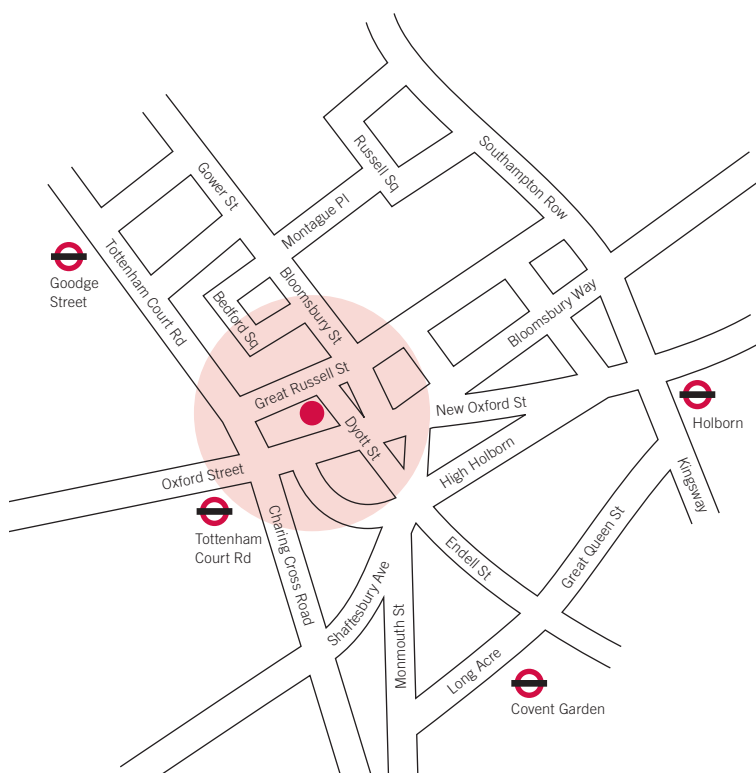 Southampton Row
Russell Sq
Gower St
Montague Pl
Goodge
Street
Tottenham Court Rd
Bedford Sq
Bloomsbury St
Bloomsbury Way
Great Russell St
Dyott St
New Oxford St
Holborn
High Holborn
Oxford Street
Kingsway
Tottenham
Court Rd
Charing Cross Road
Endell St
Great Queen St
Shaftesbury Ave
Monmouth St
Long Acre
Covent Garden